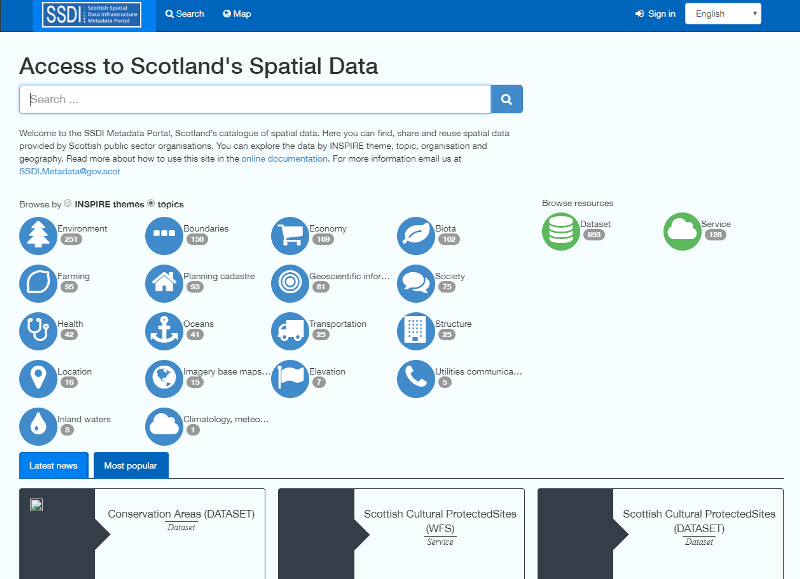 SSDI Scottish Spatial
Data Infrastructure
Metadata Portal
Search Map Sign in English
Access to Scotland's Spatial Data
Search ...
Welcome to the SSDI Metadata Portal, Scotland's catalogue of spatial data. Here you can find, share and reuse spatial data
provided by Scottish public sector organisations. You can explore the data by INSPIRE theme, topic, organisation and
geography. Read more about how to use this site in the online documentation. For more information email us at
SSDI.Metadata@gov.scot
Browse by INSPIRE themes topics
Environment
251
Boundaries
158
Economy
109
Biota
102
Farming
95
Planning cadastre
93
Geoscientific infor...
81
Society
75
Health
42
Oceans
41
Transportation
25
Structure
25
Location
16
Imagery base maps...
15
Elevation
7
Utilities communica...
5
Inland waters
3
Climatology, meteo...
1
Browse resources
Dataset
693
Service
128
Latest news Most popular
Conservation Areas (DATASET)
Dataset
Scottish Cultural ProtectedSites
(WFS)
Service
Scottish Cultural ProtectedSites
(DATASET)
Dataset